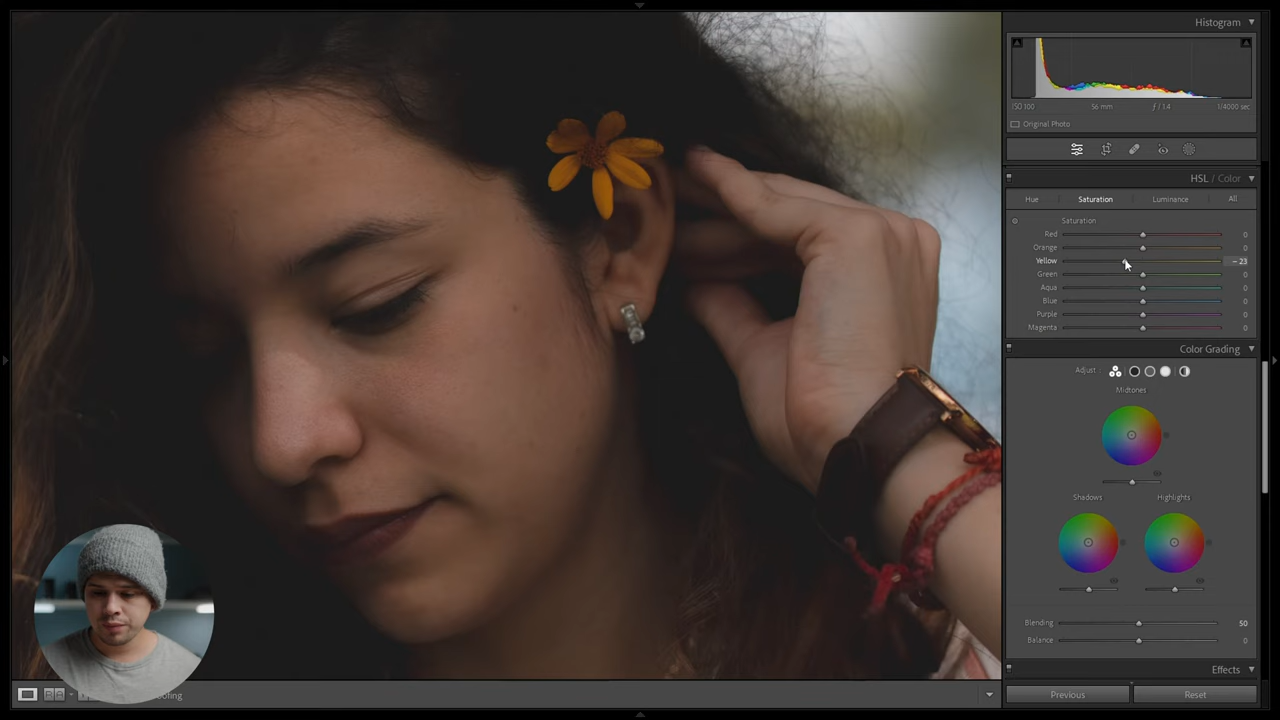 Histogram
ISO 100 56 mm ƒ / 1.4 1/4000 sec
Original Photo
HSL / Color
Hue Saturation Luminance All
Saturation
Red 0
Orange 0
Yellow – 23
Green 0
Aqua 0
Blue 0
Purple 0
Magenta 0
Color Grading
Adjust
Midtones
Shadows Highlights
Blending 50
Balance 0
Effects
Previous Reset